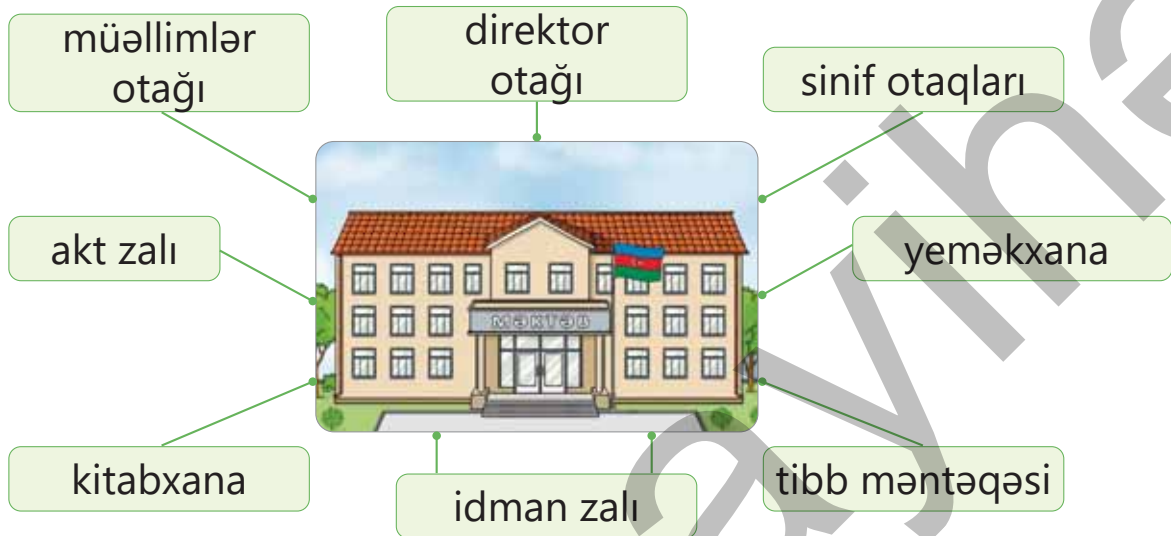 müəllimlər
otağı
direktor
otağı
sinif otaqları
akt zalı
yeməkxana
MƏKTƏB
kitabxana
idman zalı
tibb məntəqəsi